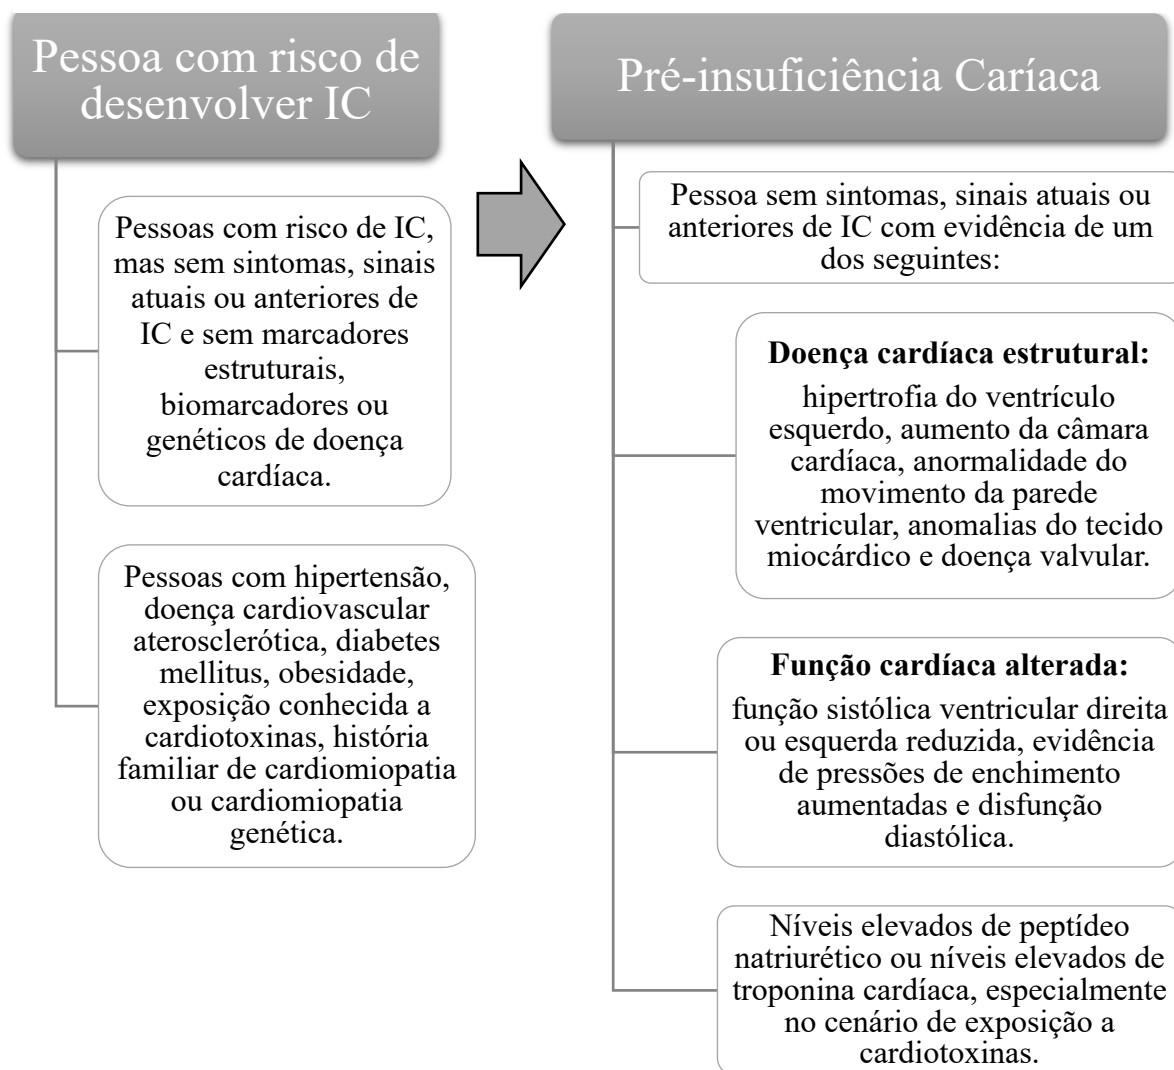 Pessoa com risco de
desenvolver IC
Pessoas com risco de IC,
mas sem sintomas, sinais
atuais ou anteriores de
IC e sem marcadores
estruturais,
biomarcadores ou
genéticos de doença
cardíaca.
Pessoas com hipertensão,
doença cardiovascular
aterosclerótica, diabetes
mellitus, obesidade,
exposição conhecida a
cardiotoxinas, história
familiar de cardiomiopatia
ou cardiomiopatia
genética.
Pré-insuficiência Caríaca
Pessoa sem sintomas, sinais atuais ou
anteriores de IC com evidência de um
dos seguintes:
Doença cardíaca estrutural:
hipertrofia do ventrículo
esquerdo, aumento da câmara
cardíaca, anormalidade do
movimento da parede
ventricular, anomalias do tecido
miocárdico e doença valvular.
Função cardíaca alterada:
função sistólica ventricular direita
ou esquerda reduzida, evidência
de pressões de enchimento
aumentadas e disfunção
diastólica.
Níveis elevados de peptídeo
natriurético ou níveis elevados de
troponina cardíaca, especialmente
no cenário de exposição a
cardiotoxinas.